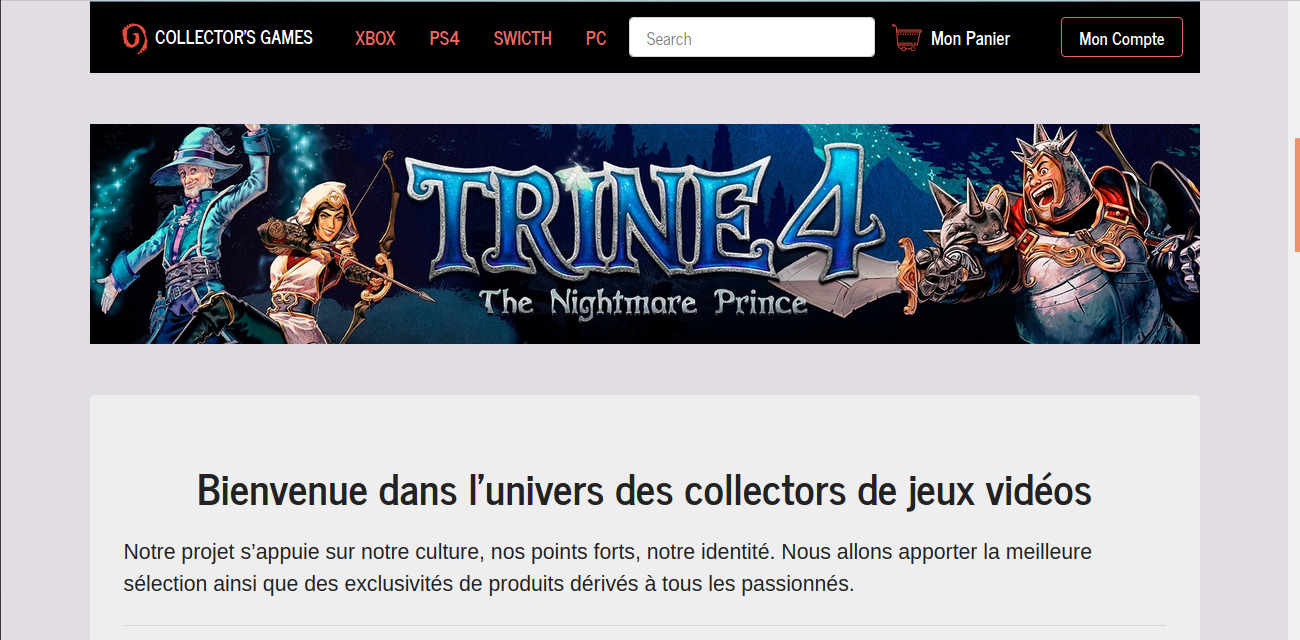 COLLECTOR'S GAMES XBOX PS4 SWICTH PC Search Mon Panier Mon Compte
TRINE 4
The Nightmare Prince
Bienvenue dans l'univers des collectors de jeux vidéos
Notre projet s'appuie sur notre culture, nos points forts, notre identité. Nous allons apporter la meilleure
sélection ainsi que des exclusivités de produits dérivés à tous les passionnés.